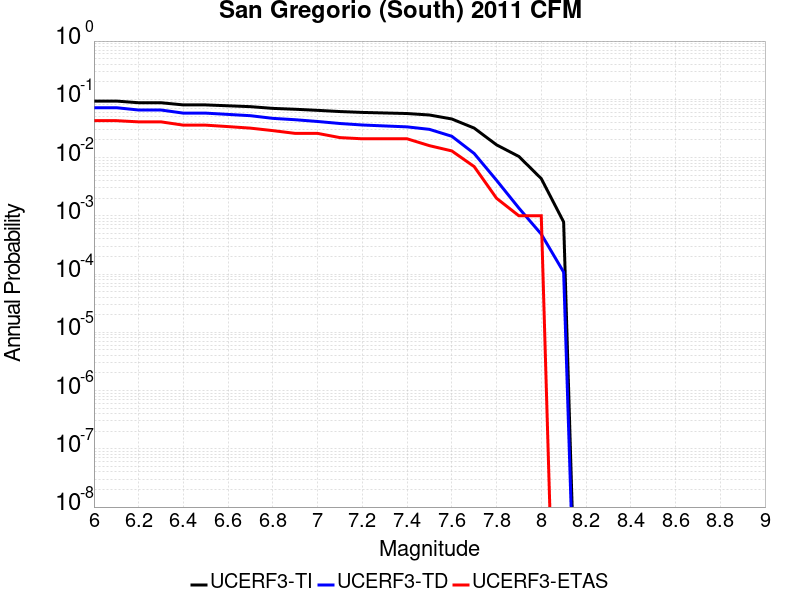 San Gregorio (South) 2011 CFM
10^0
10^-1
10^-2
10^-3
10^-4
10^-5
10^-6
10^-7
10^-8
Annual Probability
6 6.2 6.4 6.6 6.8 7 7.2 7.4 7.6 7.8 8 8.2 8.4 8.6 8.8 9
Magnitude
UCERF3-TI UCERF3-TD UCERF3-ETAS